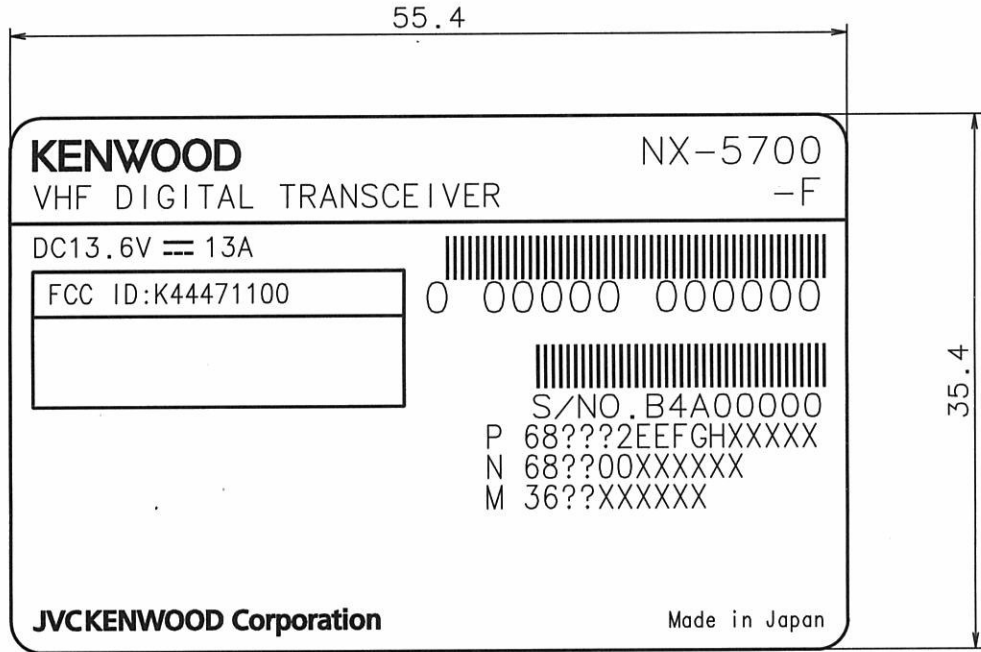 55.4
KENWOOD NX-5700
VHF DIGITAL TRANSCEIVER -F
DC13.6V ⎓ 13A
FCC ID:K44471100
0 00000 000000
S/NO.B4A00000
P 68???2EEFGHXXXXX
N 68??00XXXXXX
M 36??XXXXXX
JVCKENWOOD Corporation Made in Japan
35.4